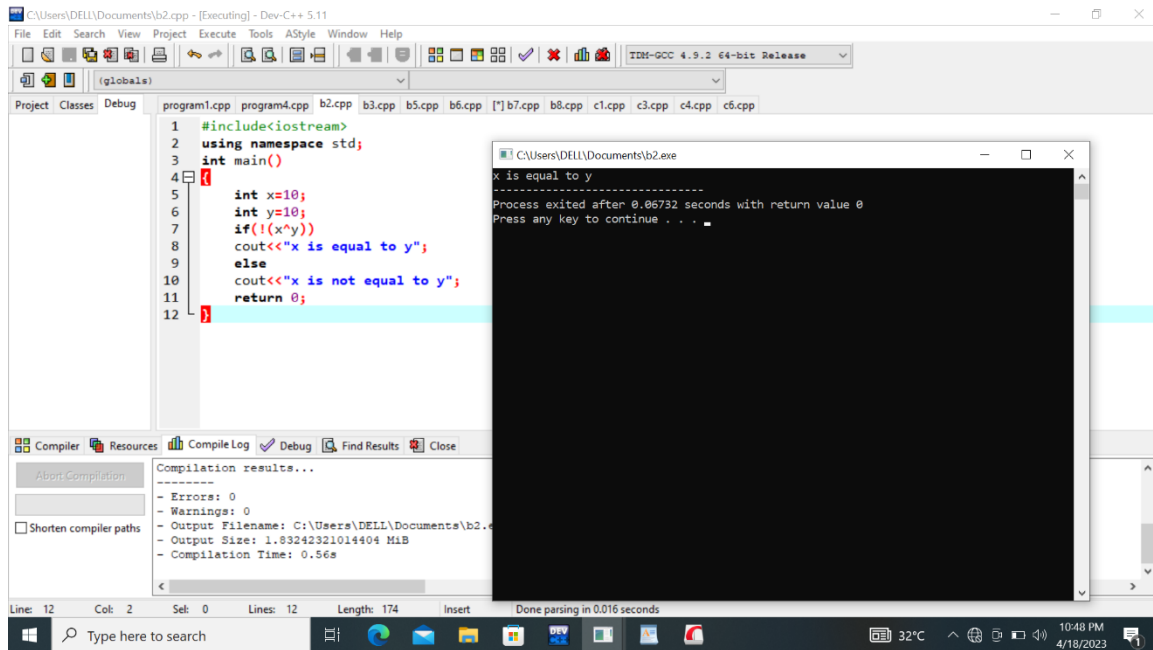 C:\Users\DELL\Documents\b2.cpp - [Executing] - Dev-C++ 5.11
File Edit Search View Project Execute Tools AStyle Window Help
TDM-GCC 4.9.2 64-bit Release
(globals)
Project Classes Debug
program1.cpp program4.cpp b2.cpp b3.cpp b5.cpp b6.cpp [*] b7.cpp b8.cpp c1.cpp c3.cpp c4.cpp c6.cpp
1 #include<iostream>
2 using namespace std;
3 int main()
4 {
5 int x=10;
6 int y=10;
7 if(!(x^y))
8 cout<<"x is equal to y";
9 else
10 cout<<"x is not equal to y";
11 return 0;
12 }
C:\Users\DELL\Documents\b2.exe
x is equal to y
--------------------------------
Process exited after 0.06732 seconds with return value 0
Press any key to continue . . .
Compiler Resources Compile Log Debug Find Results Close
Abort Compilation
Shorten compiler paths
Compilation results...
--------
- Errors: 0
- Warnings: 0
- Output Filename: C:\Users\DELL\Documents\b2.e
- Output Size: 1.83242321014404 MiB
- Compilation Time: 0.56s
Line: 12 Col: 2 Sel: 0 Lines: 12 Length: 174 Insert Done parsing in 0.016 seconds
Type here to search
DEV
32°C
10:48 PM
4/18/2023
1